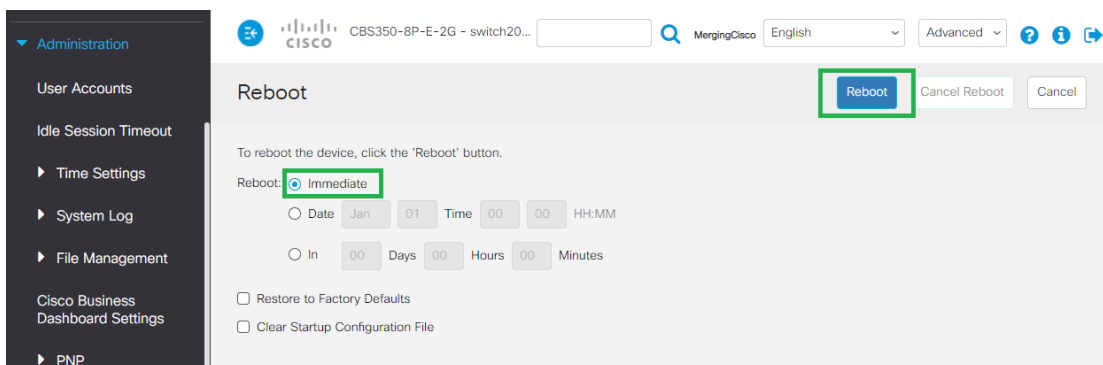 Administration
User Accounts
Idle Session Timeout
Time Settings
System Log
File Management
Cisco Business
Dashboard Settings
PNP
CISCO CBS350-8P-E-2G - switch20... MergingCisco English Advanced
Reboot Reboot Cancel Reboot Cancel
To reboot the device, click the 'Reboot' button.
Reboot: Immediate
Date Jan 01 Time 00 00 HH:MM
In 00 Days 00 Hours 00 Minutes
Restore to Factory Defaults
Clear Startup Configuration File